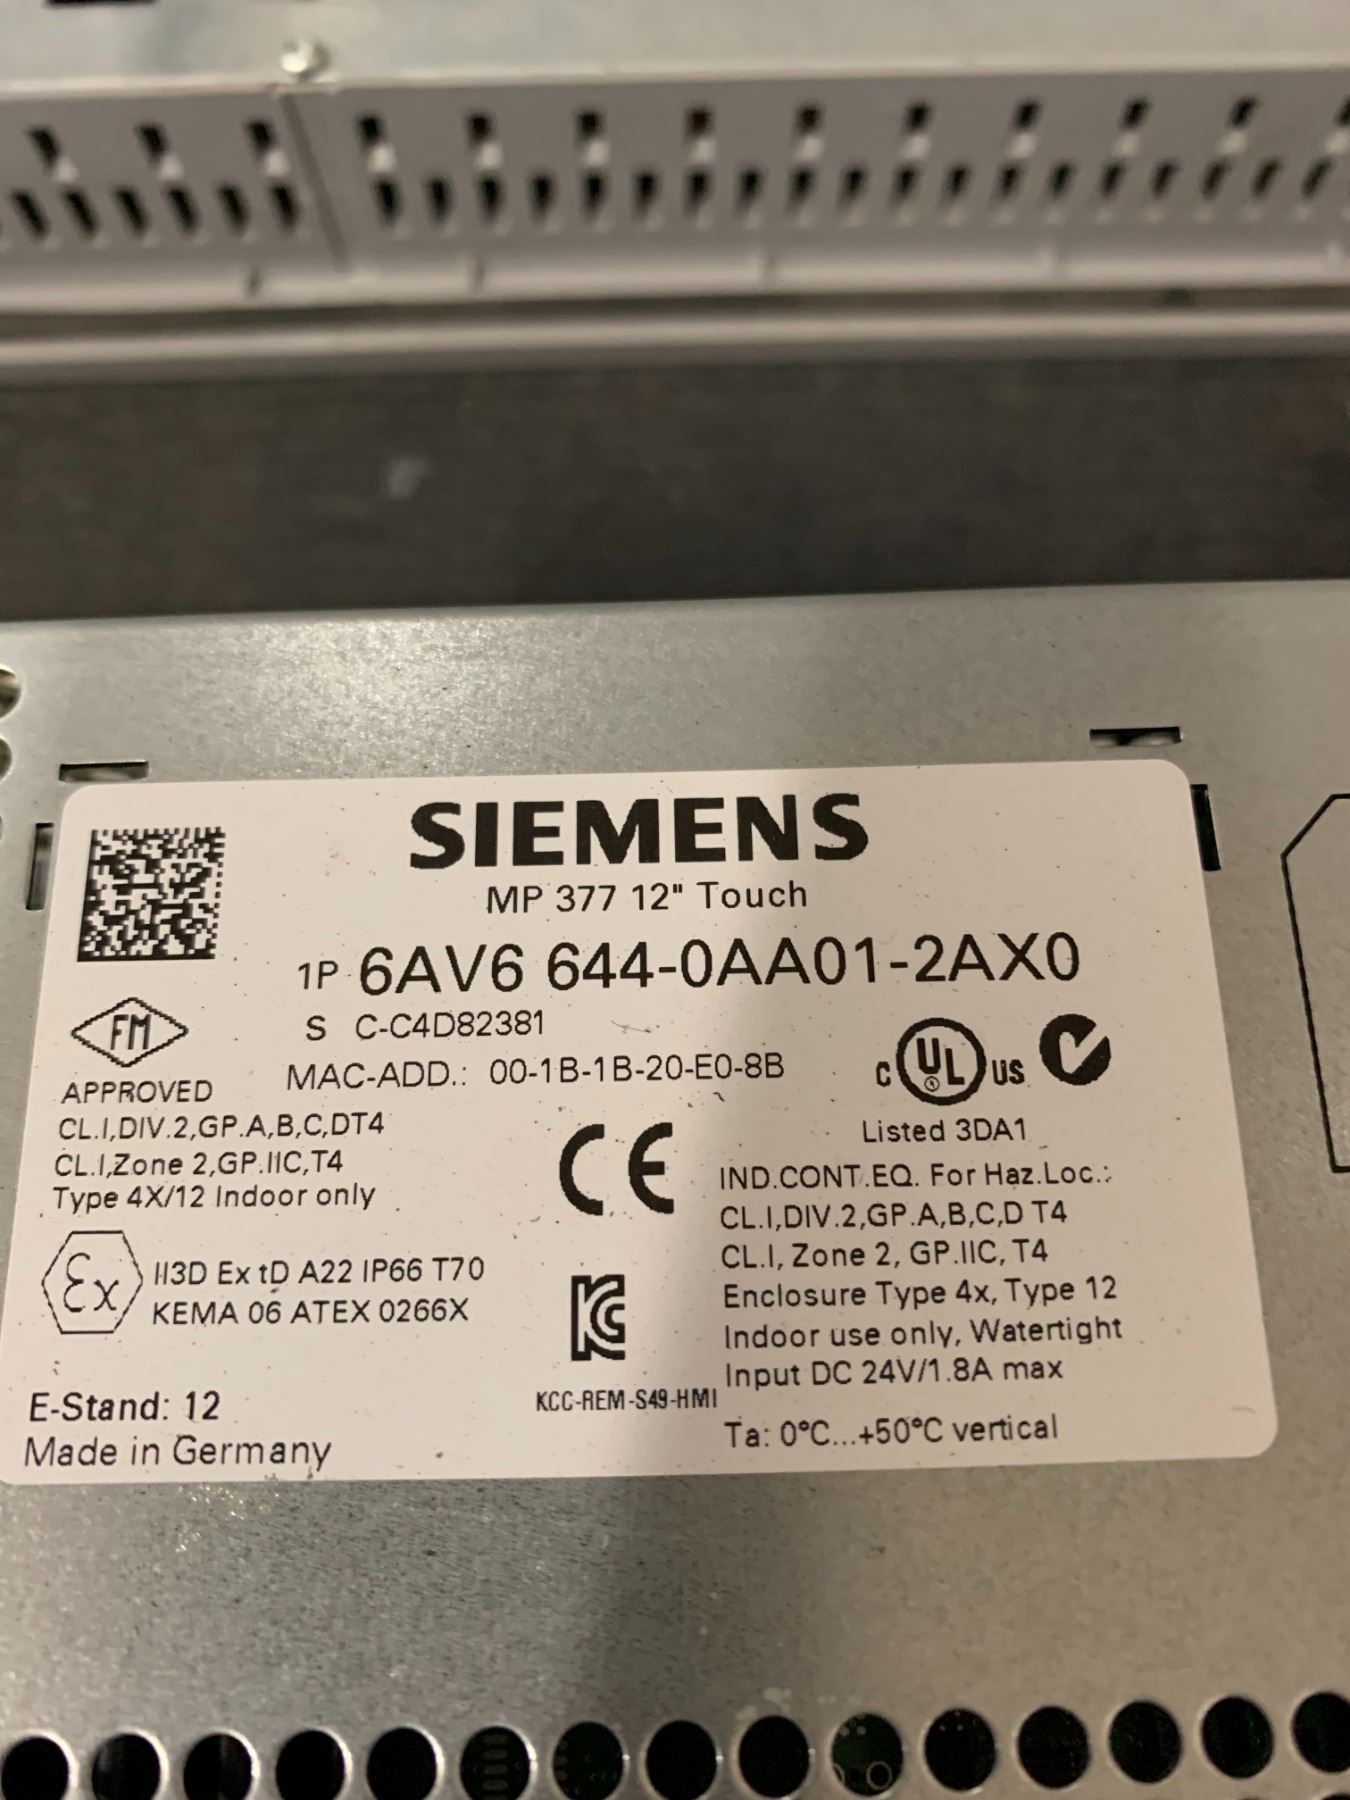 SIEMENS
MP 377 12" Touch
1P 6AV6 644-0AA01-2AX0
S C-C4D82381
MAC-ADD.: 00-1B-1B-20-E0-8B
FM
APPROVED
CL.I,DIV.2,GP.A,B,C,DT4
CL.I,Zone 2,GP.IIC,T4
Type 4X/12 Indoor only
Ex
II3D Ex tD A22 IP66 T70
KEMA 06 ATEX 0266X
E-Stand: 12
Made in Germany
CE
KC
KCC-REM-S49-HMI
C UL US
Listed 3DA1
IND.CONT.EQ. For Haz.Loc.:
CL.I,DIV.2,GP.A,B,C,D T4
CL.I, Zone 2, GP.IIC, T4
Enclosure Type 4x, Type 12
Indoor use only, Watertight
Input DC 24V/1.8A max
Ta: 0°C...+50°C vertical